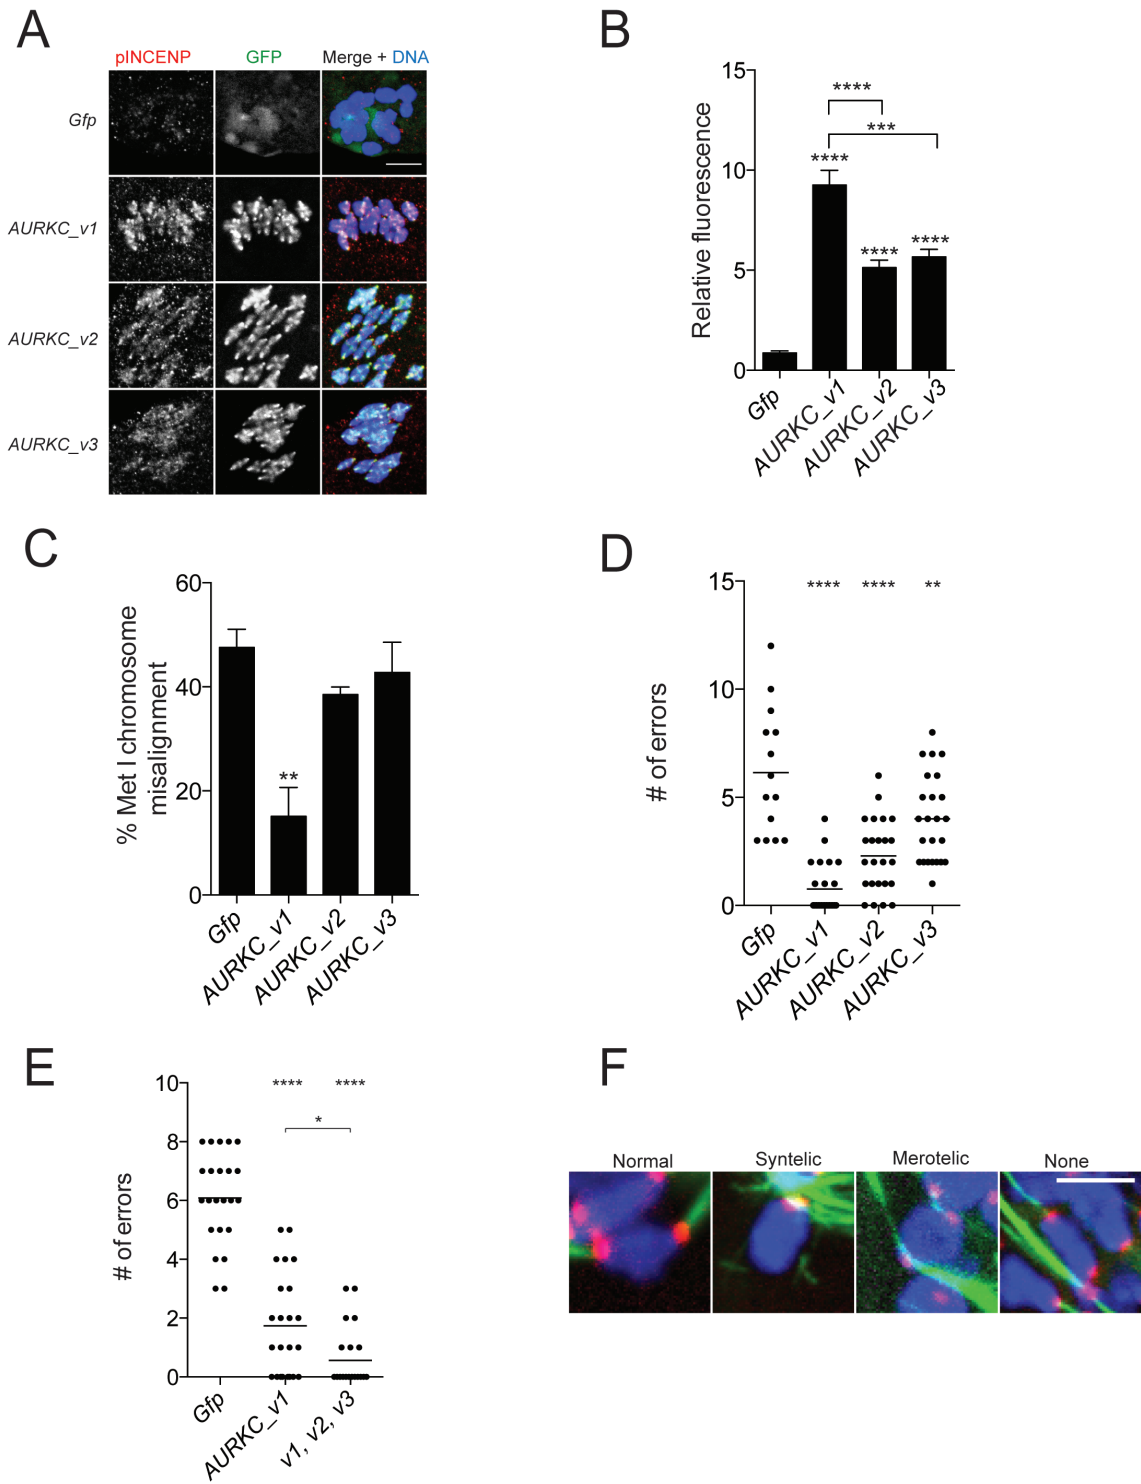 A
pINCENP GFP Merge + DNA
Gfp
AURKC_v1
AURKC_v2
AURKC_v3
B
Relative fluorescence
15
10
5
0
****
***
****
****
****
Gfp AURKC_v1 AURKC_v2 AURKC_v3
C
% Met I chromosome
misalignment
60
40
20
0
**
Gfp AURKC_v1 AURKC_v2 AURKC_v3
D
# of errors
15
10
5
0
**** **** **
Gfp AURKC_v1 AURKC_v2 AURKC_v3
E
# of errors
10
8
6
4
2
0
**** ****
*
Gfp AURKC_v1 v1, v2, v3
F
Normal Syntelic Merotelic None